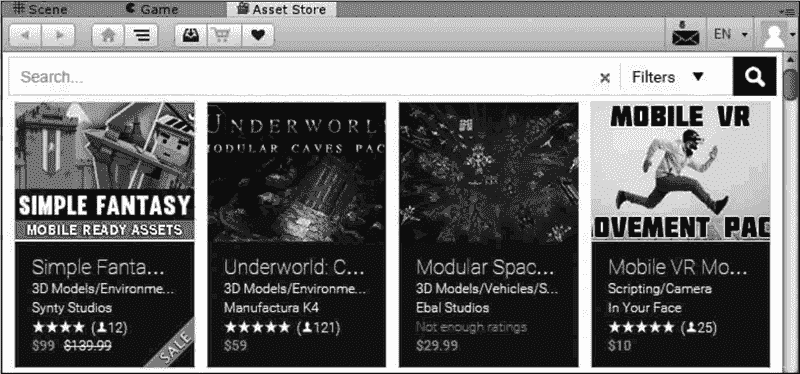 Scene
Game
Asset Store
6
EN
Search...
Filters
SIMPLE FANTASY
MOBILE READY ASSETS
UNDERWORL
MODULAR CAVES PAC
MOBILE VR
OVEMENT PAC
Simple Fanta...
3D Models/Environme...
Synty Studios
(12)
$99 $139.99
SALE
Underworld: C...
3D Models/Environme...
Manufactura K4
(121)
$59
Modular Spac...
3D Models/Vehicles/S...
Ebal Studios
Not enough ratings
$29.99
Mobile VR Mo...
Scripting/Camera
In Your Face
(25)
$10